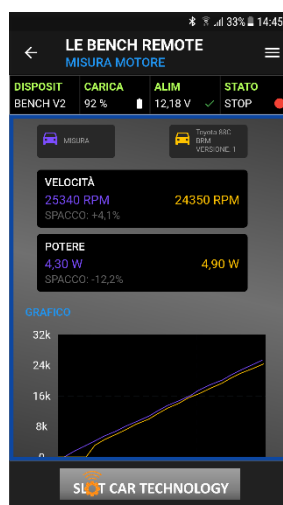 33% 14:45
LE BENCH REMOTE
MISURA MOTORE
DISPOSIT CARICA ALIM STATO
BENCH V2 92 % 12,18 V STOP
MISURA
Toyota 88C
BRM
VERSIONE 1
VELOCITÀ
25340 RPM 24350 RPM
SPACCO: +4,1%
POTERE
4,30 W 4,90 W
SPACCO: -12,2%
GRAFICO
32k
24k
16k
8k
0
SLOT CAR TECHNOLOGY